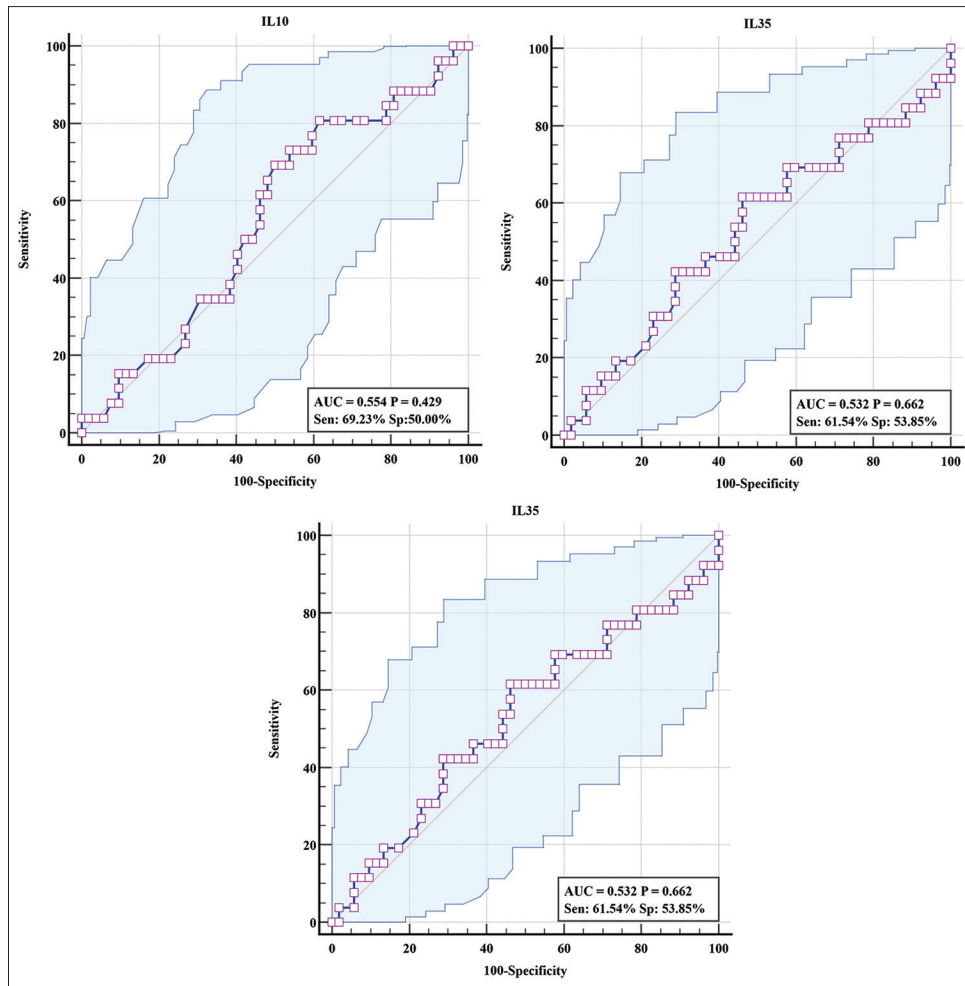 IL10
100
80
60
40
20
0
Sensitivity
AUC = 0.554 P = 0.429
Sen: 69.23% Sp:50.00%
0 20 40 60 80 100
100-Specificity
IL35
100
80
60
40
20
0
Sensitivity
AUC = 0.532 P = 0.662
Sen: 61.54% Sp: 53.85%
0 20 40 60 80 100
100-Specificity
IL35
100
80
60
40
20
0
Sensitivity
AUC = 0.532 P = 0.662
Sen: 61.54% Sp: 53.85%
0 20 40 60 80 100
100-Specificity